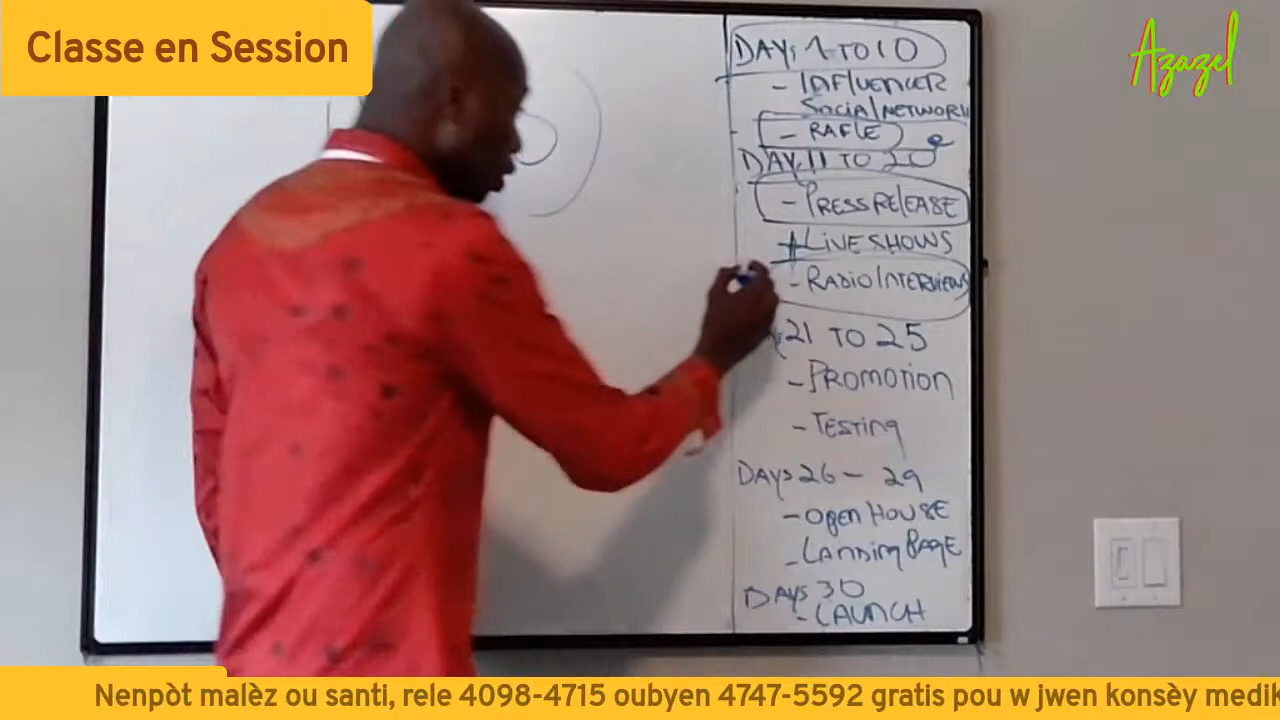 Classe en Session
Azazel
DAY: 1 TO 10
- INFLUENCER
SOCIAL NETWORK
- RAFLE
DAY. 11 TO 20
- PRESS RELEASE
LIVE SHOWS
- RADIO INTERVIEWS
21 TO 25
- PROMOTION
- TESTING
DAYS 26 - 29
- OPEN HOUSE
- LANDING PAGE
DAYS 30
- LAUNCH
Nenpòt malèz ou santi, rele 4098-4715 oubyen 4747-5592 gratis pou w jwen konsèy medik